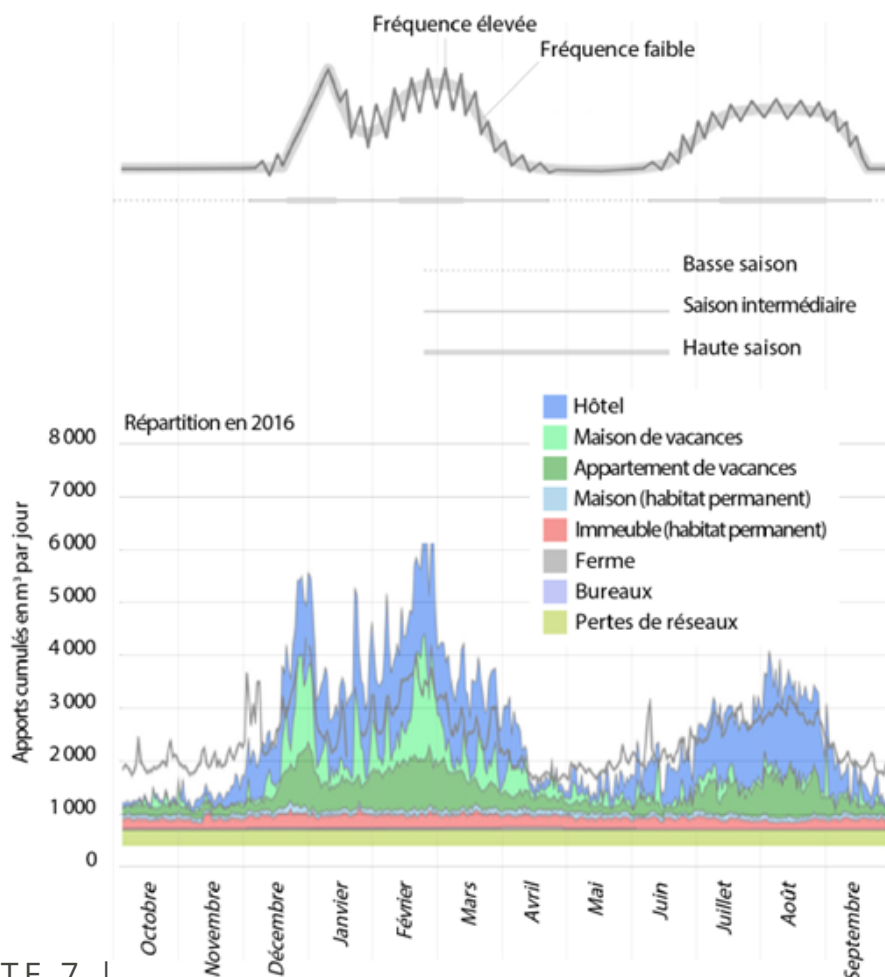 Fréquence élevée
Fréquence faible
Basse saison
Saison intermédiaire
Haute saison
Répartition en 2016
Hôtel
Maison de vacances
Appartement de vacances
Maison (habitat permanent)
Immeuble (habitat permanent)
Ferme
Bureaux
Pertes de réseaux
Apports cumulés en m³ par jour
8 000
7 000
6 000
5 000
4 000
3 000
2 000
1 000
0
Octobre
Novembre
Décembre
Janvier
Février
Mars
Avril
Mai
Juin
Juillet
Août
Septembre
TE 7 |